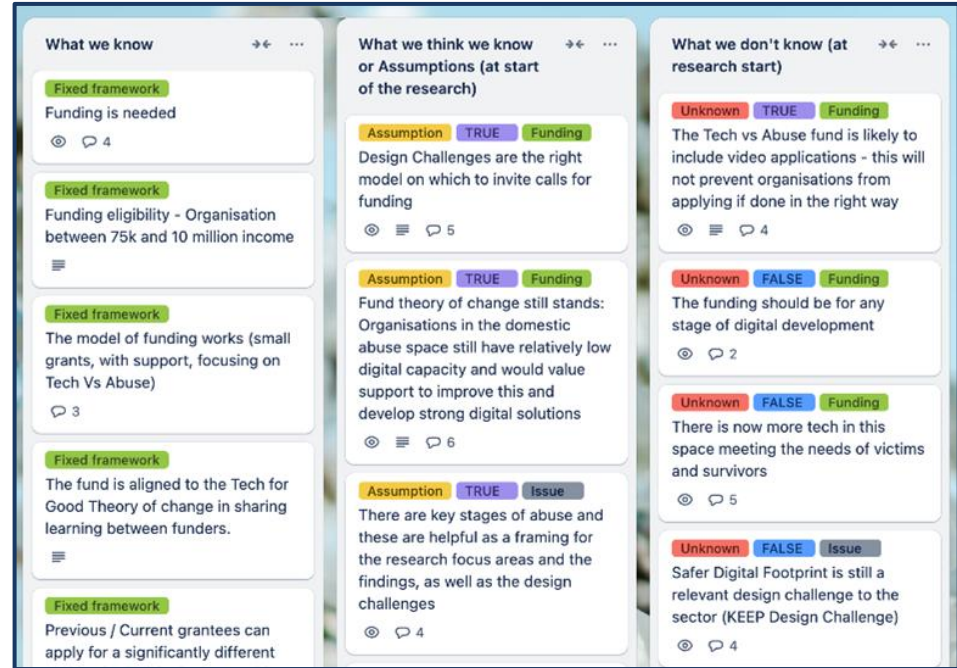 What we know
Fixed framework
Funding is needed
4
Fixed framework
Funding eligibility - Organisation
between 75k and 10 million income
Fixed framework
The model of funding works (small
grants, with support, focusing on
Tech Vs Abuse)
3
Fixed framework
The fund is aligned to the Tech for
Good Theory of change in sharing
learning between funders.
Fixed framework
Previous / Current grantees can
apply for a significantly different
What we think we know
or Assumptions (at start
of the research)
Assumption TRUE Funding
Design Challenges are the right
model on which to invite calls for
funding
5
Assumption TRUE Funding
Fund theory of change still stands:
Organisations in the domestic
abuse space still have relatively low
digital capacity and would value
support to improve this and
develop strong digital solutions
6
Assumption TRUE Issue
There are key stages of abuse and
these are helpful as a framing for
the research focus areas and the
findings, as well as the design
challenges
4
What we don't know (at
research start)
Unknown TRUE Funding
The Tech vs Abuse fund is likely to
include video applications - this will
not prevent organisations from
applying if done in the right way
4
Unknown FALSE Funding
The funding should be for any
stage of digital development
2
Unknown FALSE Funding
There is now more tech in this
space meeting the needs of victims
and survivors
5
Unknown FALSE Issue
Safer Digital Footprint is still a
relevant design challenge to the
sector (KEEP Design Challenge)
4